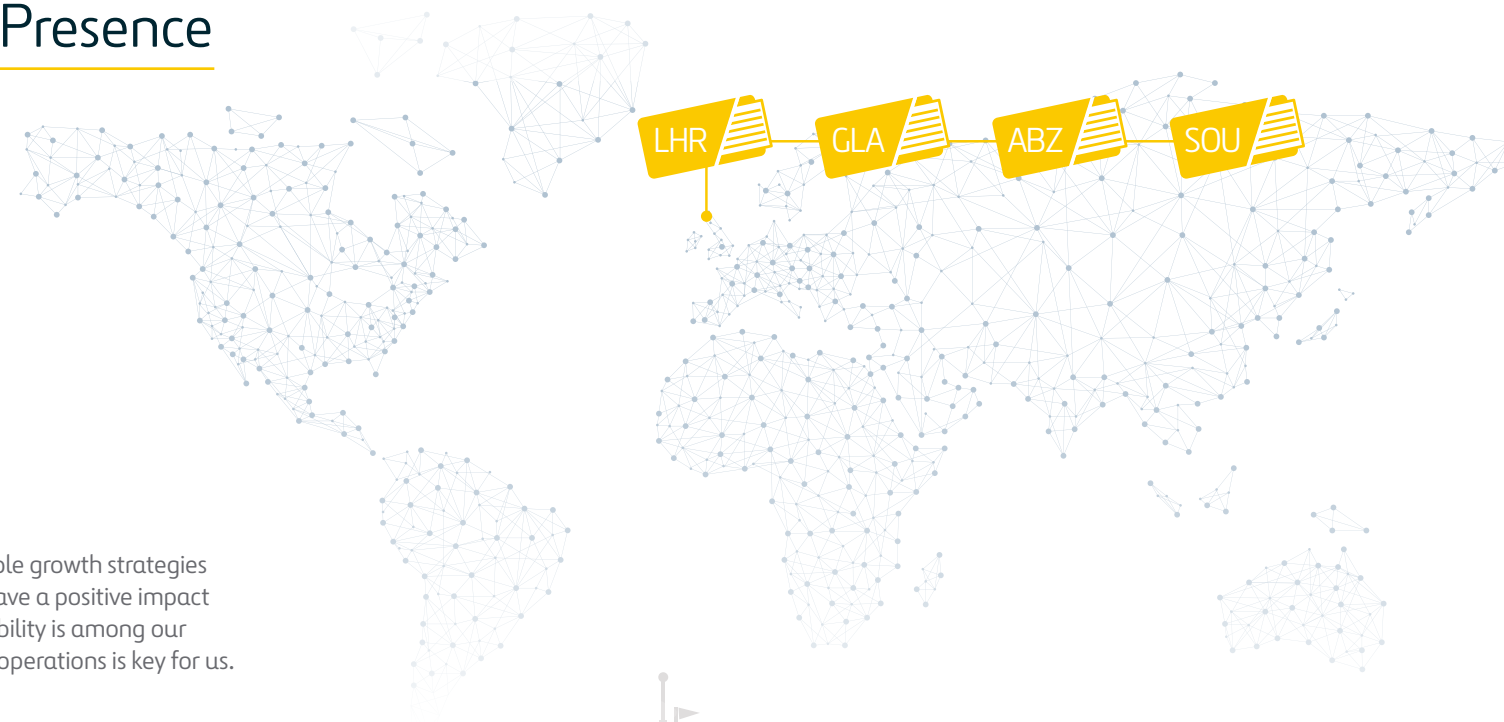 Presence
LHR
GLA
ABZ
SOU
ble growth strategies
ave a positive impact
bility is among our
operations is key for us.